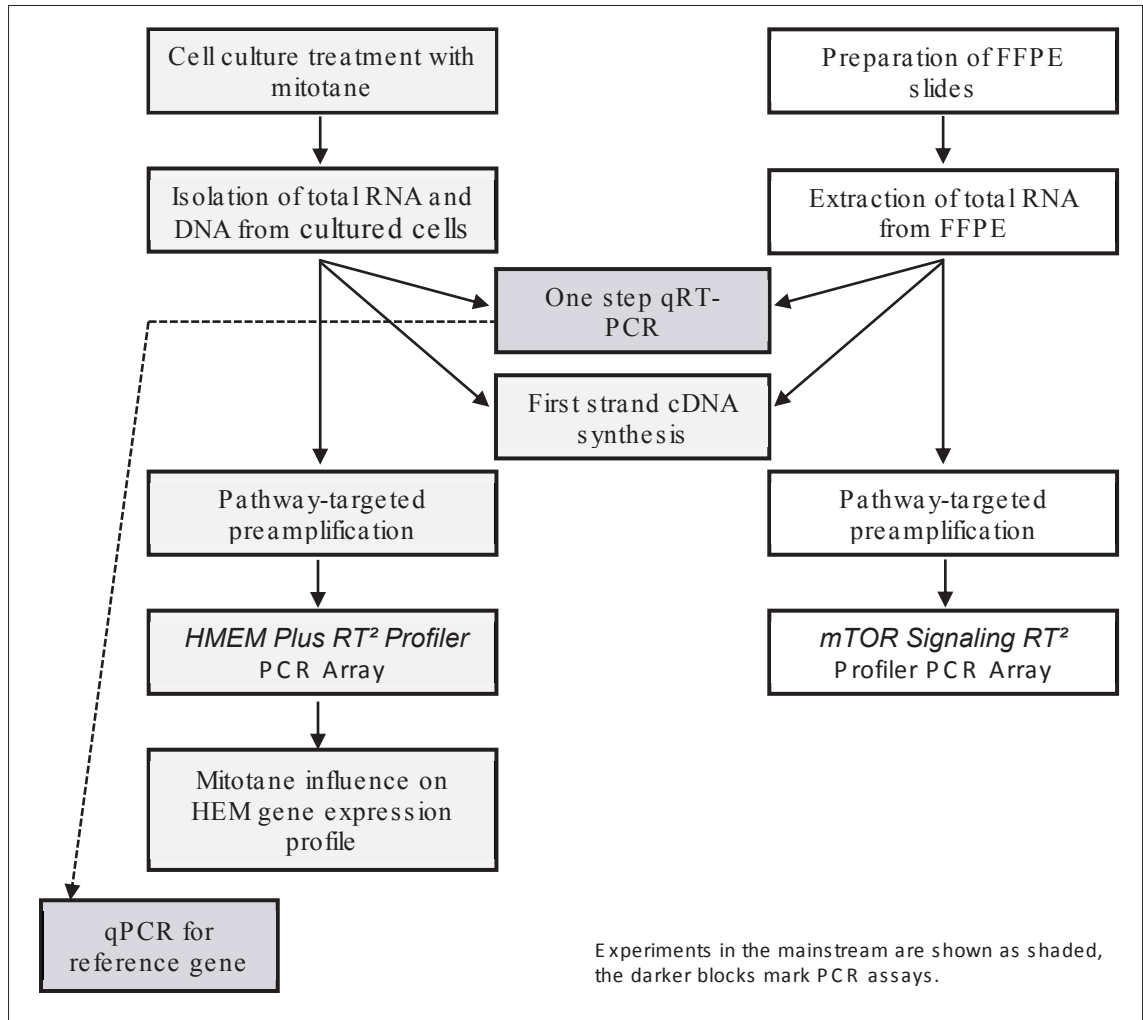 Cell culture treatment with
mitotane
Preparation of FFPE
slides
Isolation of total RNA and
DNA from cultured cells
Extraction of total RNA
from FFPE
One step qRT-
PCR
First strand cDNA
synthesis
Pathway-targeted
preamplification
Pathway-targeted
preamplification
HMEM Plus RT² Profiler
PCR Array
mTOR Signaling RT²
Profiler PCR Array
Mitotane influence on
HEM gene expression
profile
qPCR for
reference gene
Experiments in the mainstream are shown as shaded,
the darker blocks mark PCR assays.